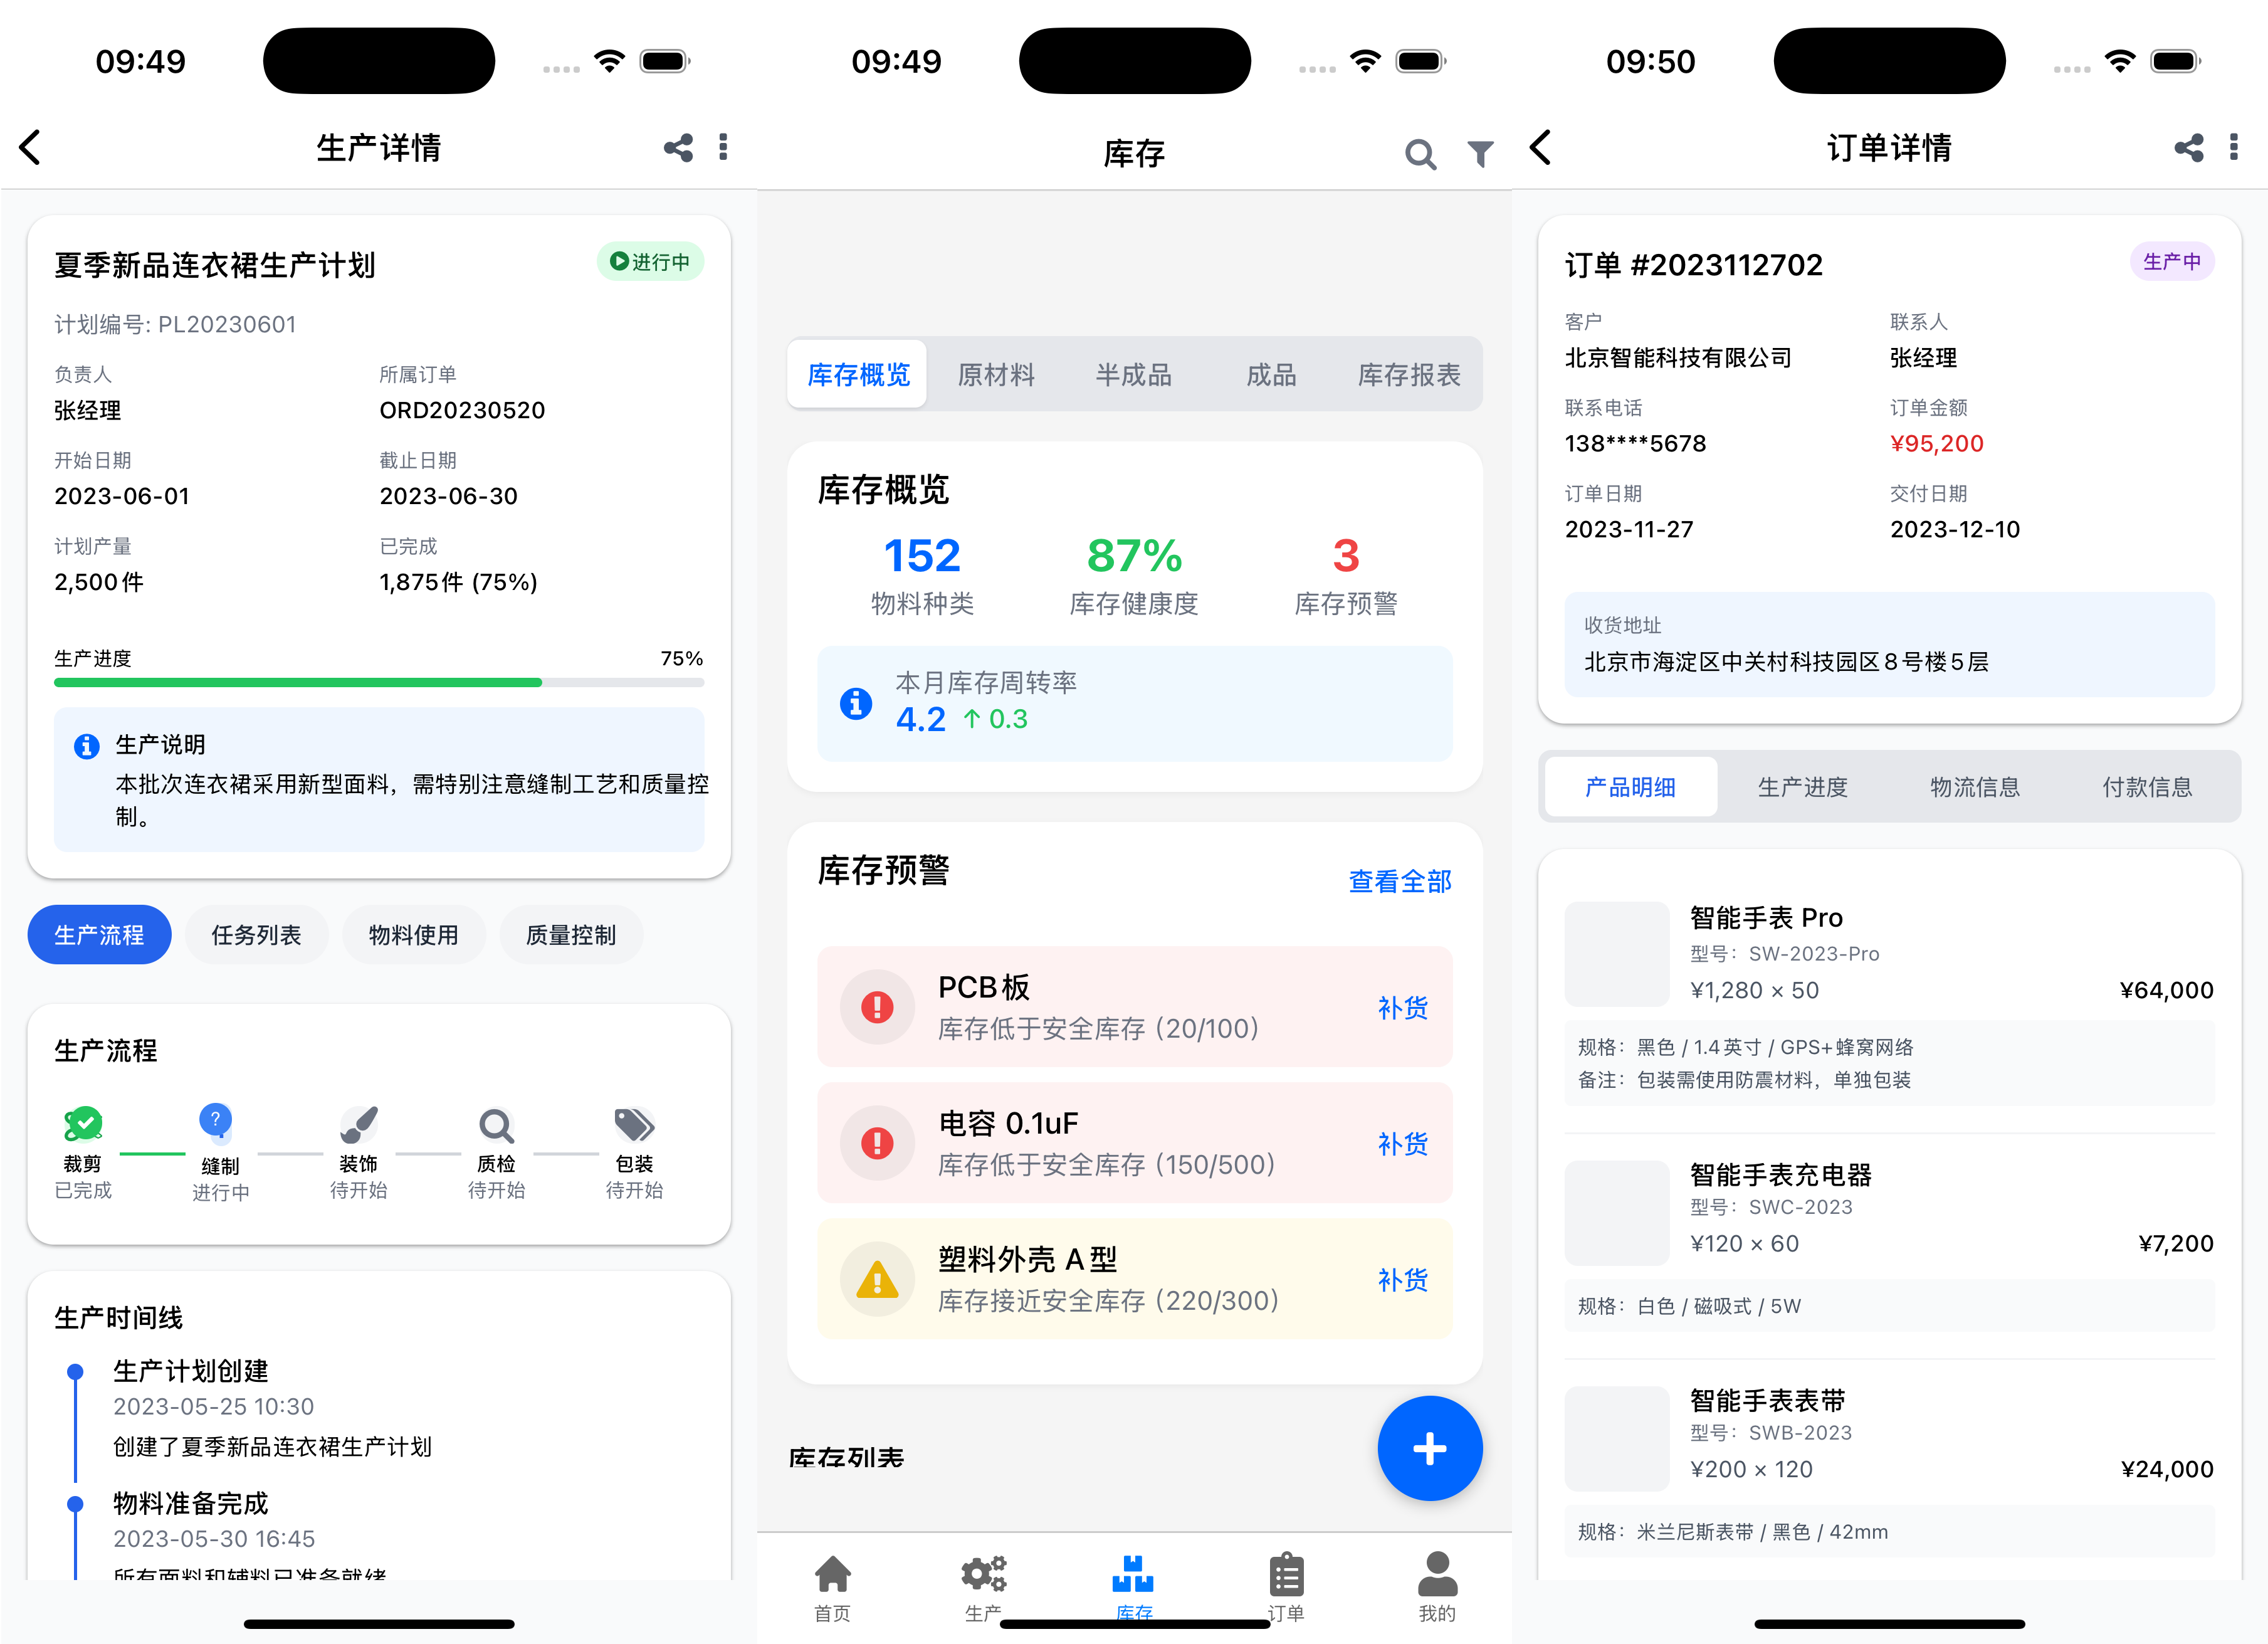 09:49
生产详情
夏季新品连衣裙生产计划
进行中
计划编号: PL20230601
负责人
所属订单
张经理
ORD20230520
开始日期
截止日期
2023-06-01
2023-06-30
计划产量
已完成
2,500件
1,875件 (75%)
生产进度
75%
生产说明
本批次连衣裙采用新型面料，需特别注意缝制工艺和质量控
制。
生产流程
任务列表
物料使用
质量控制
生产流程
裁剪
已完成
?
缝制
进行中
装饰
待开始
质检
待开始
包装
待开始
生产时间线
生产计划创建
2023-05-25 10:30
创建了夏季新品连衣裙生产计划
物料准备完成
2023-05-30 16:45
所有面料和辅料已准备就绪
09:49
库存
库存概览
原材料
半成品
成品
库存报表
库存概览
152
87%
3
物料种类
库存健康度
库存预警
本月库存周转率
4.2 ↑ 0.3
库存预警
查看全部
PCB板
库存低于安全库存 (20/100)
补货
电容 0.1uF
库存低于安全库存 (150/500)
补货
塑料外壳 A型
库存接近安全库存 (220/300)
补货
库存列表
首页
生产
库存
订单
我的
09:50
订单详情
订单 #2023112702
生产中
客户
联系人
北京智能科技有限公司
张经理
联系电话
订单金额
138****5678
¥95,200
订单日期
交付日期
2023-11-27
2023-12-10
收货地址
北京市海淀区中关村科技园区8号楼5层
产品明细
生产进度
物流信息
付款信息
智能手表 Pro
型号：SW-2023-Pro
¥1,280 × 50
¥64,000
规格：黑色 / 1.4英寸 / GPS+蜂窝网络
备注：包装需使用防震材料，单独包装
智能手表充电器
型号：SWC-2023
¥120 × 60
¥7,200
规格：白色 / 磁吸式 / 5W
智能手表表带
型号：SWB-2023
¥200 × 120
¥24,000
规格：米兰尼斯表带 / 黑色 / 42mm